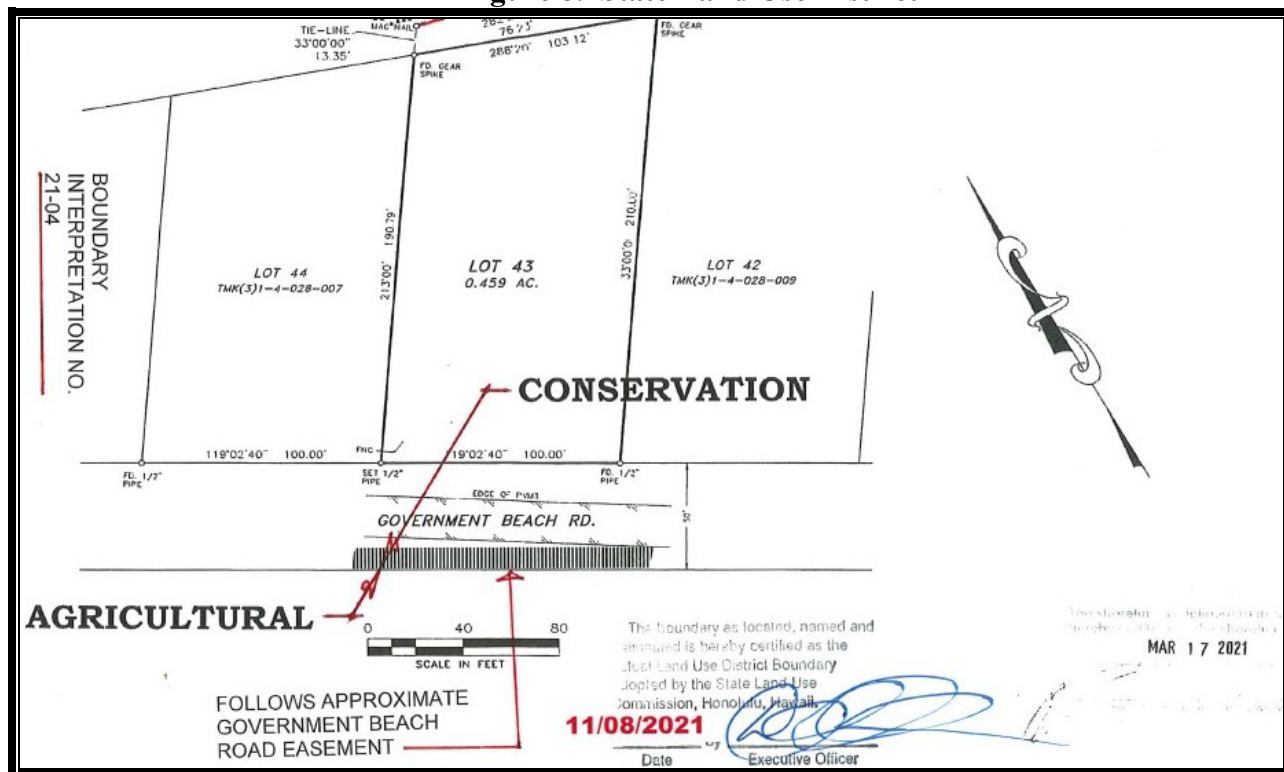 MAG NAIL
TIE-LINE
33°00'00"
13.35'
76.73'
288°20' 103.12'
FD. GEAR
SPIKE
FD. GEAR
SPIKE
BOUNDARY
INTERPRETATION NO.
21-04
213°00' 190.79'
33°00'0 210.00'
LOT 44
TMK(3)1-4-028-007
LOT 43
0.459 AC.
LOT 42
TMK(3)1-4-028-009
CONSERVATION
119°02'40" 100.00'
FNC
19°02'40" 100.00'
FD. 1/2"
PIPE
SET 1/2"
PIPE
FD. 1/2"
PIPE
EDGE OF PVMT
GOVERNMENT BEACH RD.
50'
AGRICULTURAL
0 40 80
SCALE IN FEET
FOLLOWS APPROXIMATE
GOVERNMENT BEACH
ROAD EASEMENT
The boundary as located, named and
is hereby certified as the
Land Use District Boundary
by the State Land Use
Commission, Honolulu, Hawaii.
11/08/2021
By
Date Executive Officer
MAR 17 2021